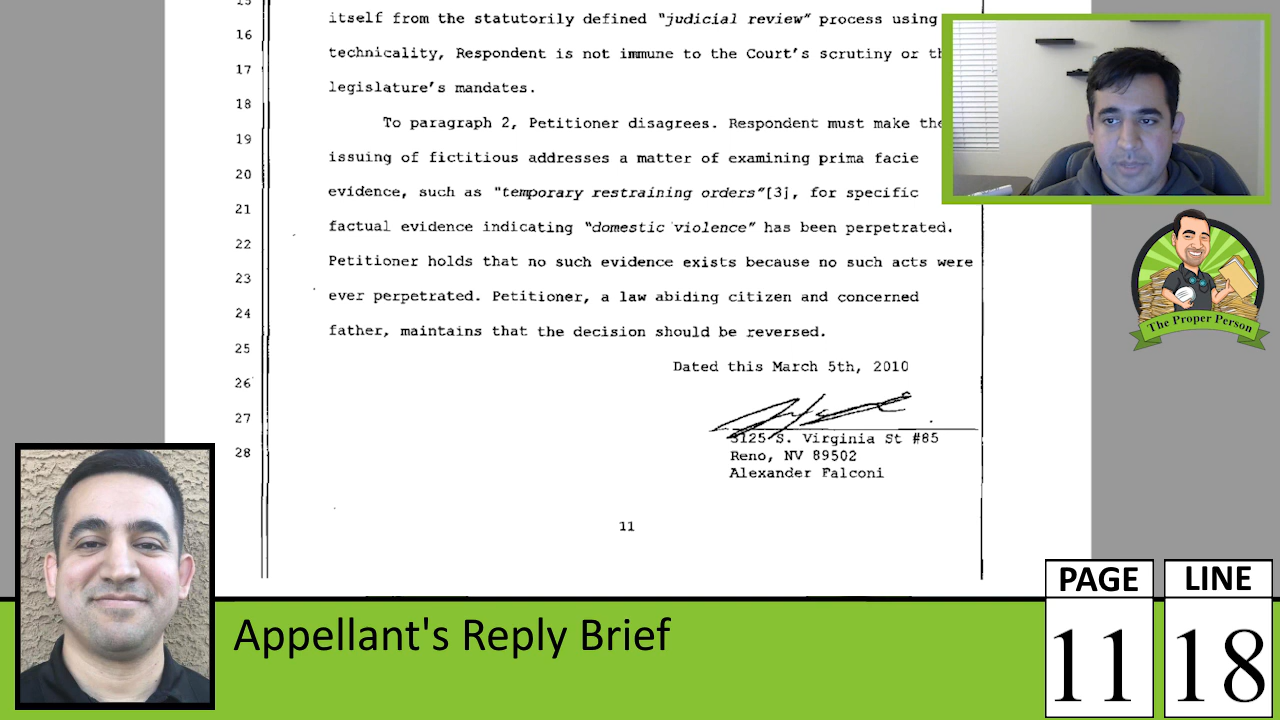 15
itself from the statutorily defined "judicial review" process using
16
technicality, Respondent is not immune to the Court's scrutiny or
17
legislature's mandates.
18
To paragraph 2, Petitioner disagrees. Respondent must make the
19
issuing of fictitious addresses a matter of examining prima facie
20
evidence, such as "temporary restraining orders"[3], for specific
21
factual evidence indicating "domestic violence" has been perpetrated.
22
Petitioner holds that no such evidence exists because no such acts were
23
ever perpetrated. Petitioner, a law abiding citizen and concerned
24
father, maintains that the decision should be reversed.
25
Dated this March 5th, 2010
26
27
3125 S. Virginia St #85
28
Reno, NV 89502
Alexander Falconi
11
The Proper Person
Appellant's Reply Brief
PAGE
11
LINE
18